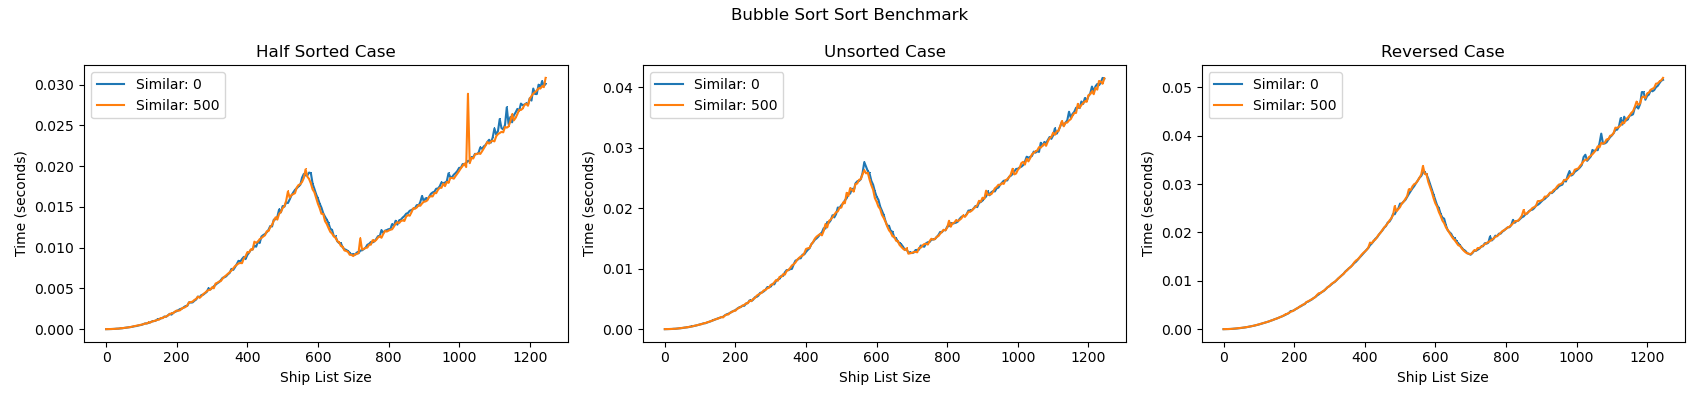 Bubble Sort Sort Benchmark
Half Sorted Case
Similar: 0
Similar: 500
Time (seconds)
0.030
0.025
0.020
0.015
0.010
0.005
0.000
0 200 400 600 800 1000 1200
Ship List Size
Unsorted Case
Similar: 0
Similar: 500
Time (seconds)
0.04
0.03
0.02
0.01
0.00
0 200 400 600 800 1000 1200
Ship List Size
Reversed Case
Similar: 0
Similar: 500
Time (seconds)
0.05
0.04
0.03
0.02
0.01
0.00
0 200 400 600 800 1000 1200
Ship List Size